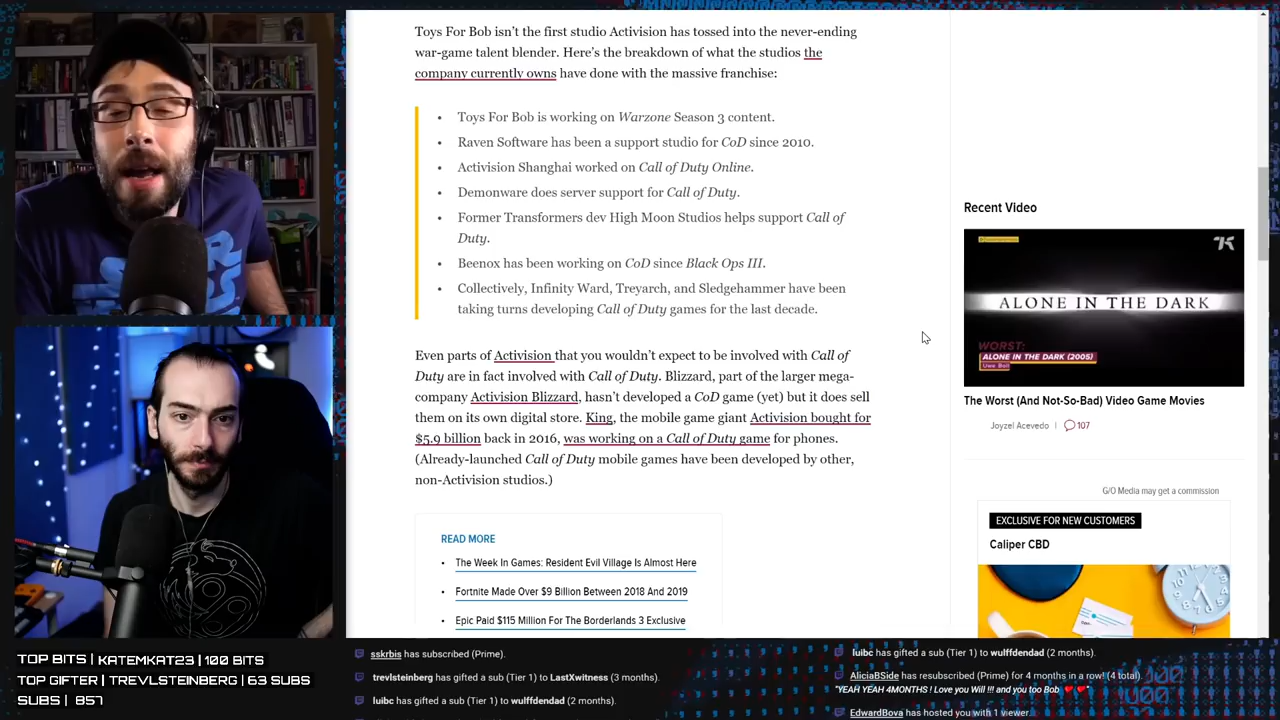 Toys For Bob isn't the first studio Activision has tossed into the never-ending
war-game talent blender. Here's the breakdown of what the studios the
company currently owns have done with the massive franchise:
• Toys For Bob is working on Warzone Season 3 content.
• Raven Software has been a support studio for CoD since 2010.
• Activision Shanghai worked on Call of Duty Online.
• Demonware does server support for Call of Duty.
• Former Transformers dev High Moon Studios helps support Call of
Duty.
• Beenox has been working on CoD since Black Ops III.
• Collectively, Infinity Ward, Treyarch, and Sledgehammer have been
taking turns developing Call of Duty games for the last decade.
Even parts of Activision that you wouldn't expect to be involved with Call of
Duty are in fact involved with Call of Duty. Blizzard, part of the larger mega-
company Activision Blizzard, hasn't developed a CoD game (yet) but it does sell
them on its own digital store. King, the mobile game giant Activision bought for
$5.9 billion back in 2016, was working on a Call of Duty game for phones.
(Already-launched Call of Duty mobile games have been developed by other,
non-Activision studios.)
READ MORE
• The Week In Games: Resident Evil Village Is Almost Here
• Fortnite Made Over $9 Billion Between 2018 And 2019
• Epic Paid $115 Million For The Borderlands 3 Exclusive
Recent Video
ALONE IN THE DARK
WORST:
ALONE IN THE DARK (2005)
Uwe Boll
The Worst (And Not-So-Bad) Video Game Movies
Joyzel Acevedo | 107
G/O Media may get a commission
EXCLUSIVE FOR NEW CUSTOMERS
Caliper CBD
TOP BITS | KATEMKAT23 | 100 BITS
TOP GIFTER | TREVLSTEINBERG | 63 SUBS
SUBS | 857
sskrbis has subscribed (Prime).
trevlsteinberg has gifted a sub (Tier 1) to LastXwitness (3 months).
luibc has gifted a sub (Tier 1) to wulffdendad (2 months).
luibc has gifted a sub (Tier 1) to wulffdendad (2 months).
AliciaBSide has resubscribed (Prime) for 4 months in a row! (4 total).
"YEAH YEAH 4MONTHS ! Love you Will !!! and you too Bob ❤️❤️"
EdwardBova has hosted you with 1 viewer.